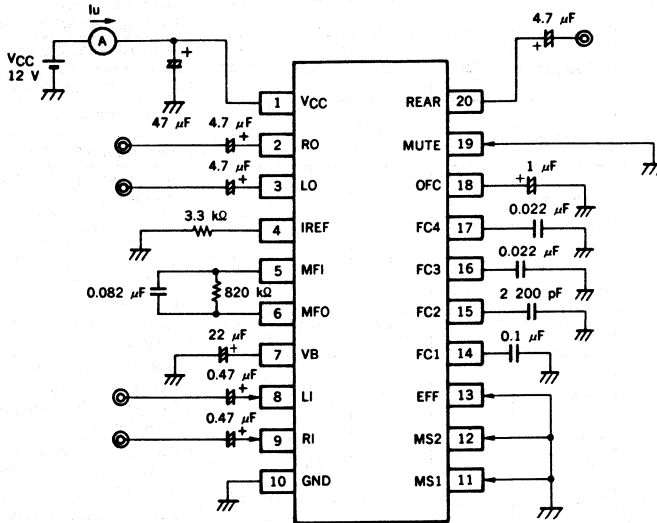 Iu
A
+
VCC
12 V
47 μF
4.7 μF
+
1 VCC
REAR 20
4.7 μF
+
2 RO
MUTE 19
4.7 μF
+
3 LO
OFC 18
1 μF
+
3.3 kΩ
4 IREF
FC4 17
0.022 μF
5 MFI
FC3 16
0.022 μF
0.082 μF
820 kΩ
6 MFO
FC2 15
2 200 pF
22 μF
+
7 VB
FC1 14
0.1 μF
0.47 μF
+
8 LI
EFF 13
0.47 μF
+
9 RI
MS2 12
10 GND
MS1 11